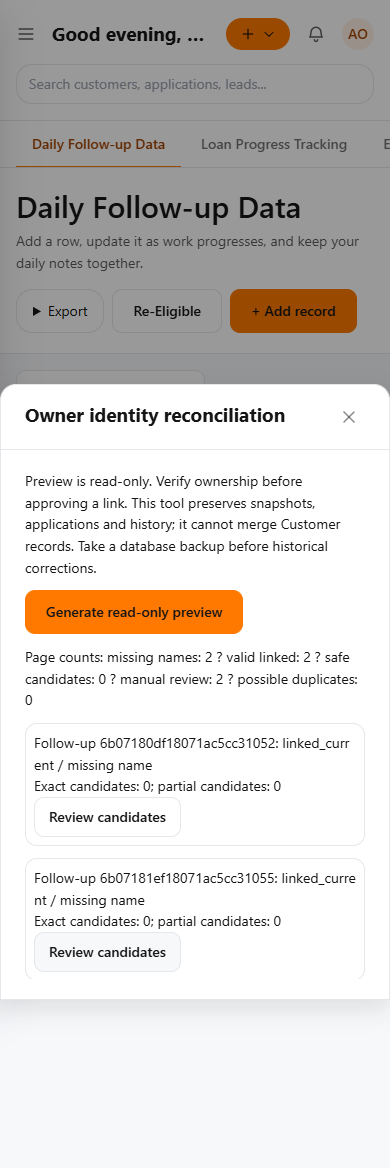 Good evening, ...
AO
Search customers, applications, leads...
Daily Follow-up Data
Loan Progress Tracking
E
Daily Follow-up Data
Add a row, update it as work progresses, and keep your
daily notes together.
Export
Re-Eligible
+ Add record
Owner identity reconciliation
Preview is read-only. Verify ownership before
approving a link. This tool preserves snapshots,
applications and history; it cannot merge Customer
records. Take a database backup before historical
corrections.
Generate read-only preview
Page counts: missing names: 2 ? valid linked: 2 ? safe
candidates: 0 ? manual review: 2 ? possible duplicates:
0
Follow-up 6b07180df18071ac5cc31052: linked_curr
ent / missing name
Exact candidates: 0; partial candidates: 0
Review candidates
Follow-up 6b07181ef18071ac5cc31055: linked_curre
nt / missing name
Exact candidates: 0; partial candidates: 0
Review candidates